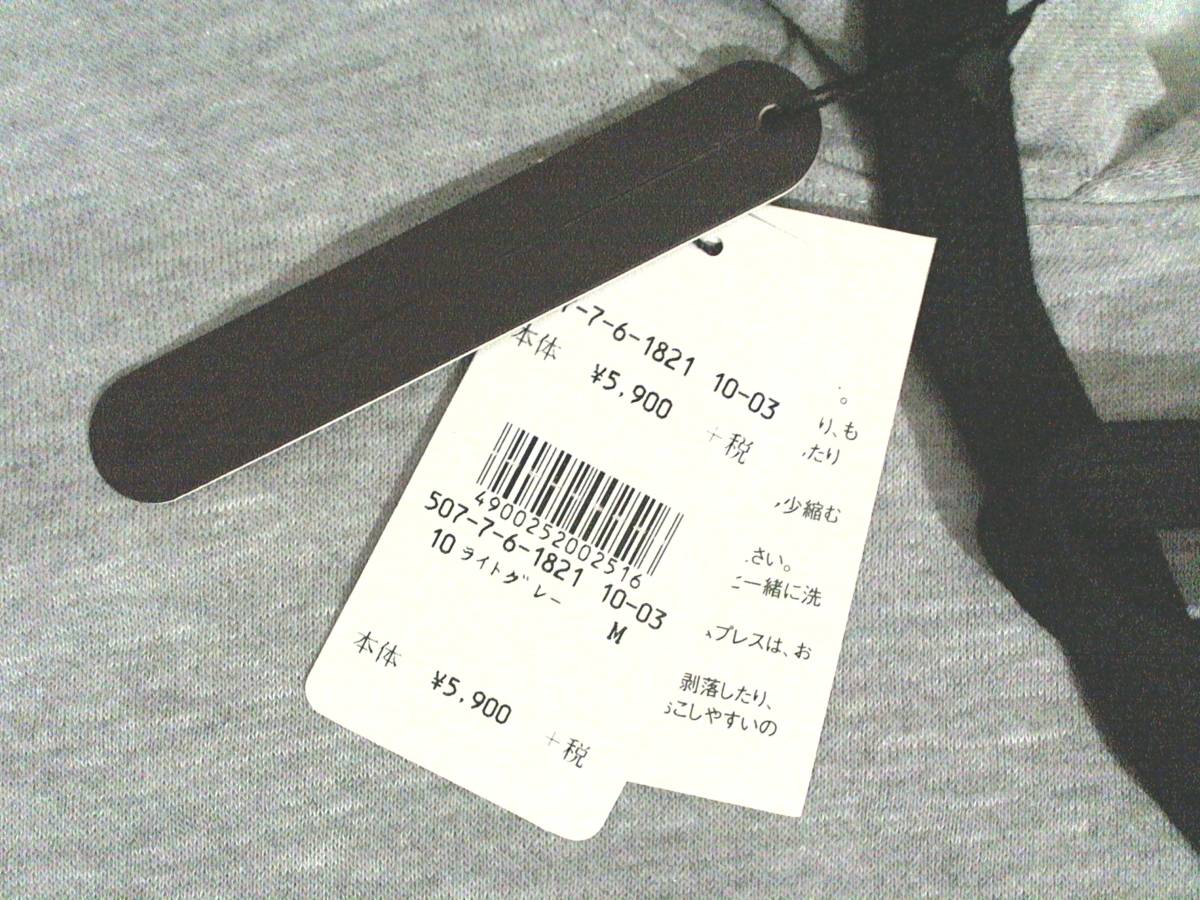 7-7-6-1821 10-03
本体 ¥5,900 +税
4900252002516
507-7-6-1821 10-03
10 ライトグレー M
本体 ¥5,900 +税
。
り、も
たり
少縮む
さい。
一緒に洗
プレスは、お
剥落したり、
こしやすいの